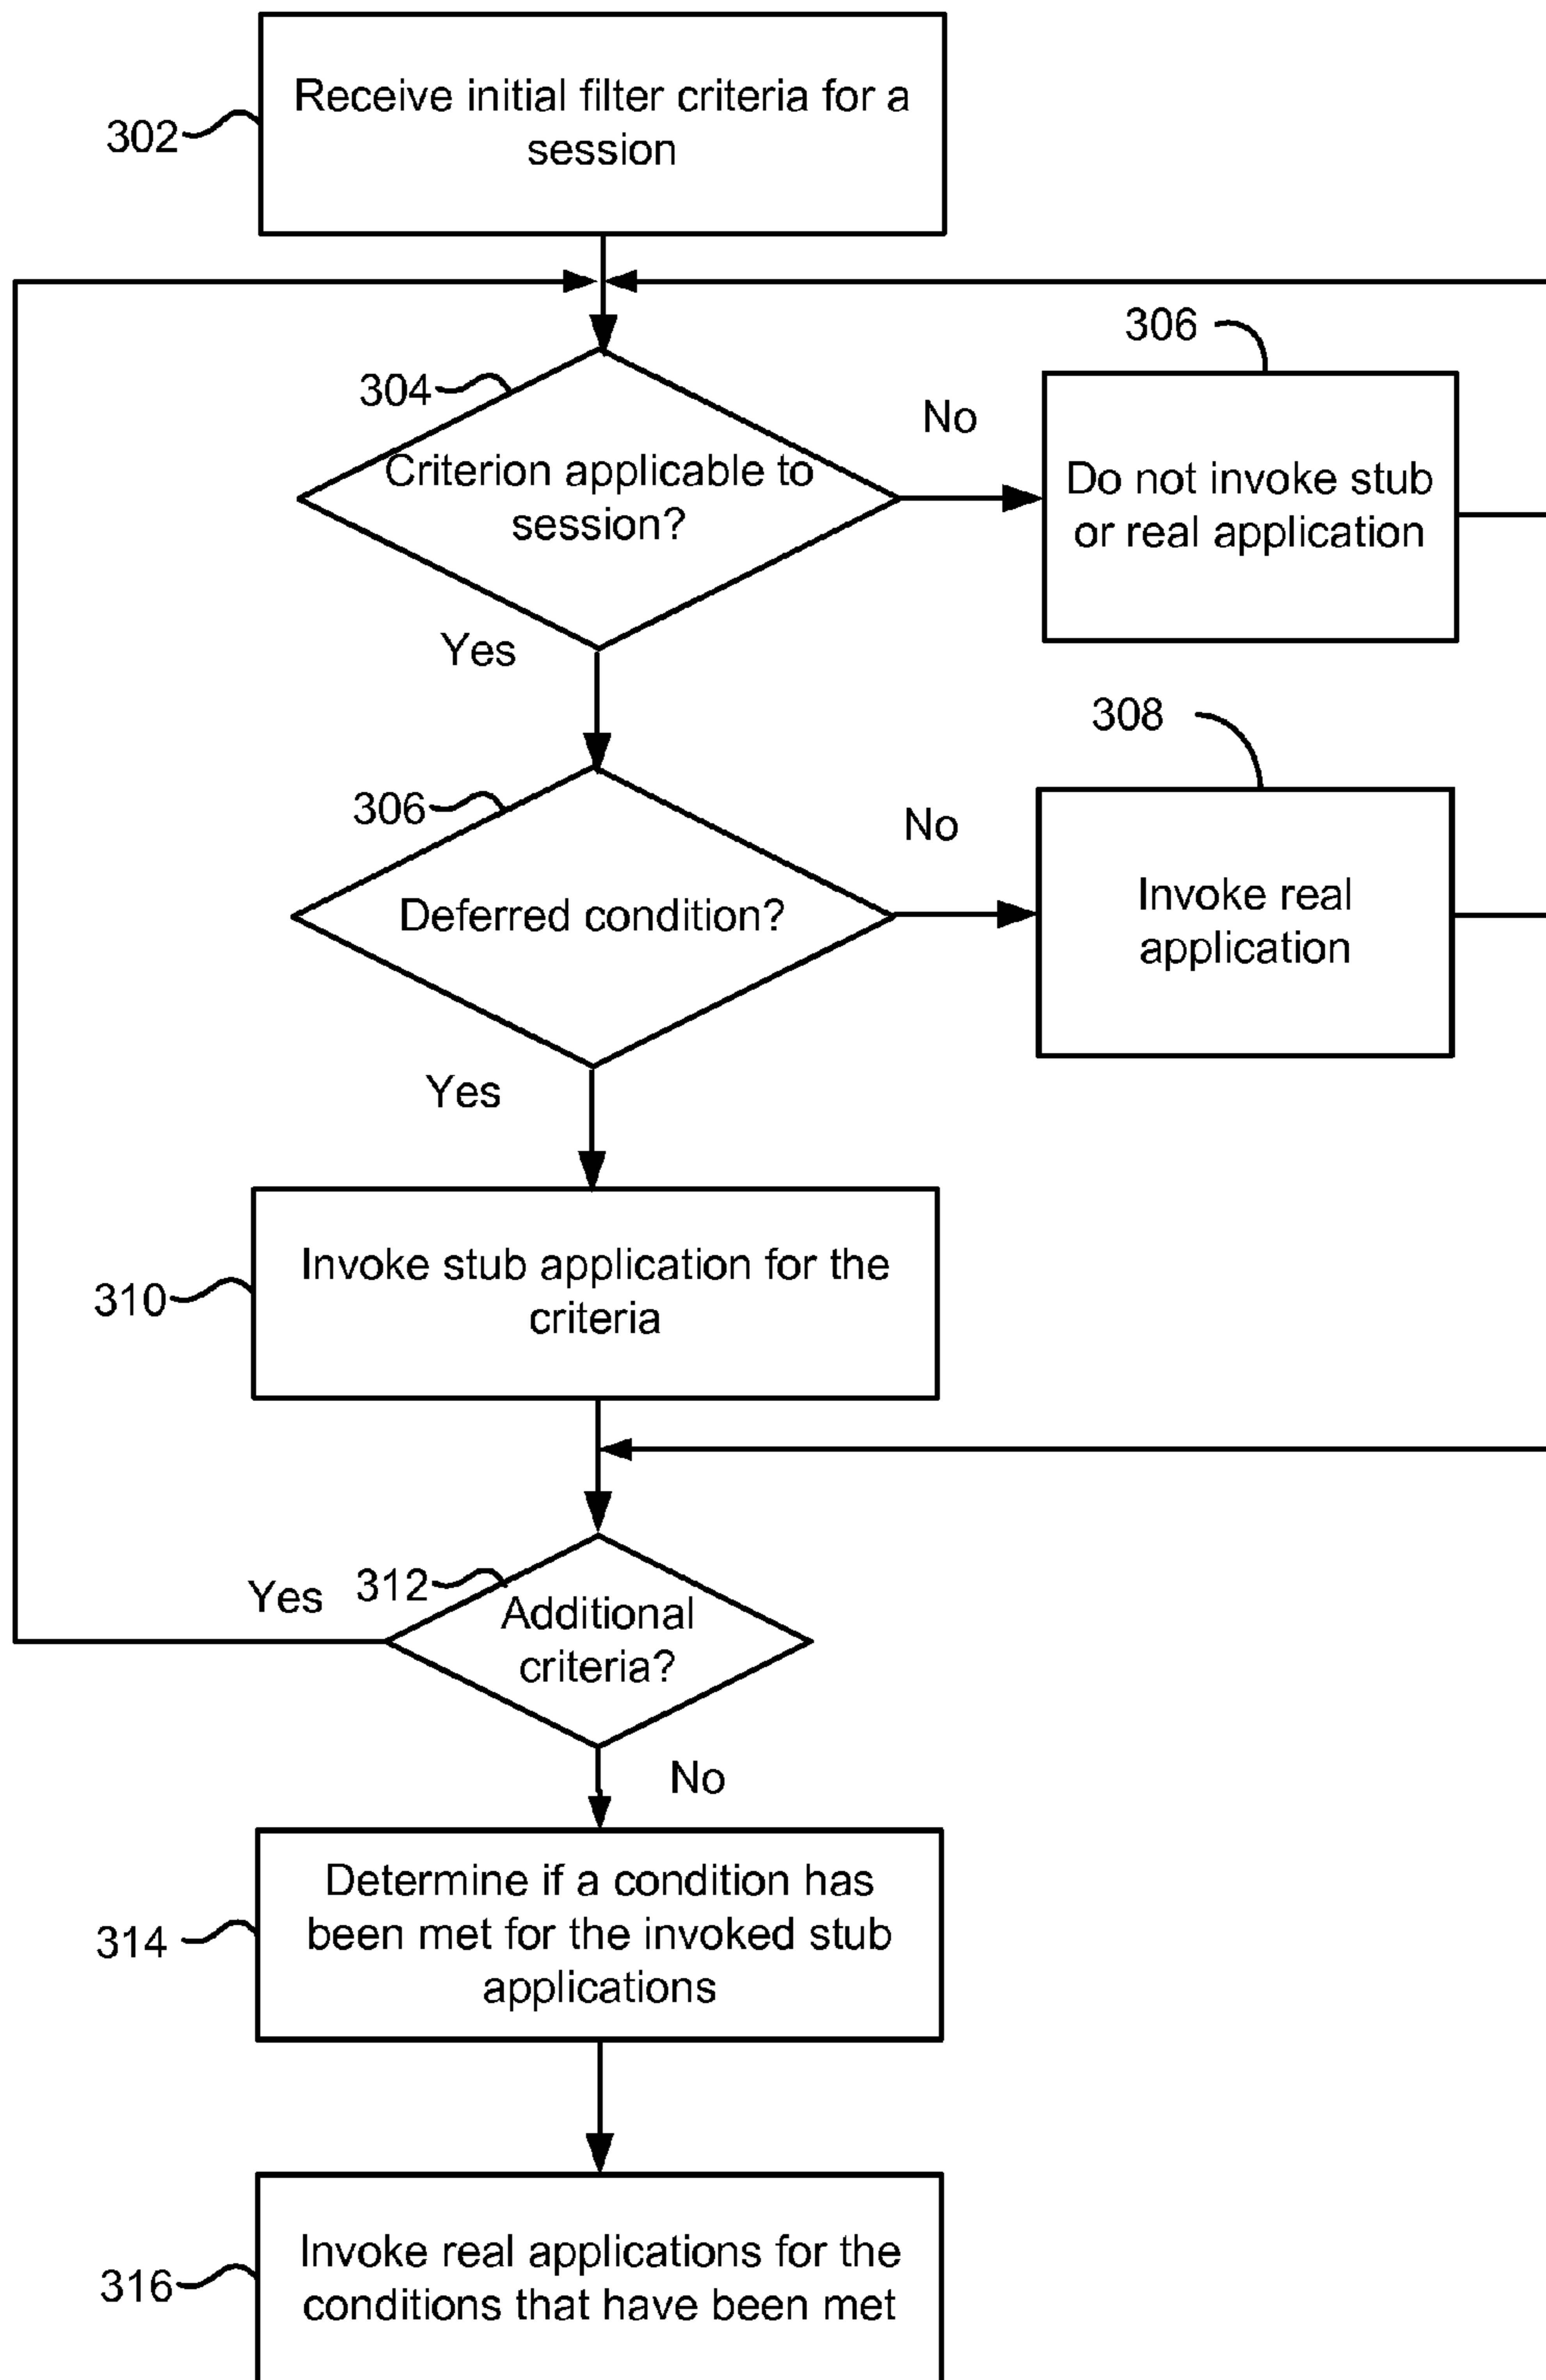 Receive initial filter criteria for a
session
302
306
304
No
Criterion applicable to
session?
Do not invoke stub
or real application
Yes
308
306
No
Deferred condition?
Invoke real
application
Yes
Invoke stub application for the
criteria
310
312
Yes
Additional
criteria?
No
Determine if a condition has
been met for the invoked stub
applications
314
Invoke real applications for the
conditions that have been met
316